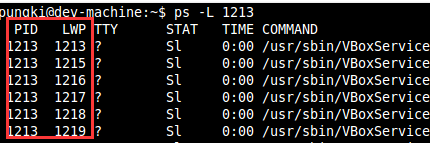 pungki@dev-machine:~$ ps -L 1213
PID LWP TTY STAT TIME COMMAND
1213 1213 ? Sl 0:00 /usr/sbin/VBoxService
1213 1215 ? Sl 0:00 /usr/sbin/VBoxService
1213 1216 ? Sl 0:00 /usr/sbin/VBoxService
1213 1217 ? Sl 0:00 /usr/sbin/VBoxService
1213 1218 ? Sl 0:00 /usr/sbin/VBoxService
1213 1219 ? Sl 0:00 /usr/sbin/VBoxService